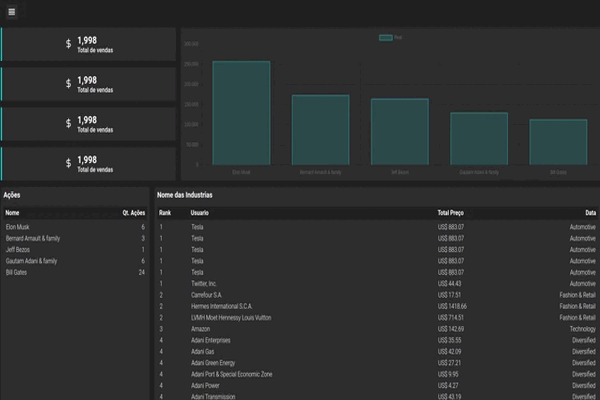 $ 1,998
Total de vendas
$ 1,998
Total de vendas
$ 1,998
Total de vendas
$ 1,998
Total de vendas
300.000
250.000
200.000
150.000
100.000
50.000
0
Elon Musk Bernard Arnault & family Jeff Bezos Gautam Adani & family Bill Gates
Ações
Nome Qt. Ações
Elon Musk 6
Bernard Arnault & family 3
Jeff Bezos 1
Gautam Adani & family 6
Bill Gates 24
Nome das Industrias
Rank Usuario Total Preço Data
1 Tesla US$ 883.07 Automotive
1 Tesla US$ 883.07 Automotive
1 Tesla US$ 883.07 Automotive
1 Tesla US$ 883.07 Automotive
1 Tesla US$ 883.07 Automotive
1 Twitter, Inc. US$ 44.43 Automotive
2 Carrefour S.A. US$ 17.51 Fashion & Retail
2 Hermes International S.C.A. US$ 1418.66 Fashion & Retail
2 LVMH Moet Hennessy Louis Vuitton US$ 714.51 Fashion & Retail
3 Amazon US$ 142.69 Technology
4 Adani Enterprises US$ 35.55 Diversified
4 Adani Gas US$ 42.09 Diversified
4 Adani Green Energy US$ 27.21 Diversified
4 Adani Port & Special Economic Zone US$ 9.95 Diversified
4 Adani Power US$ 4.27 Diversified
4 Adani Transmission US$ 43.19 Diversified